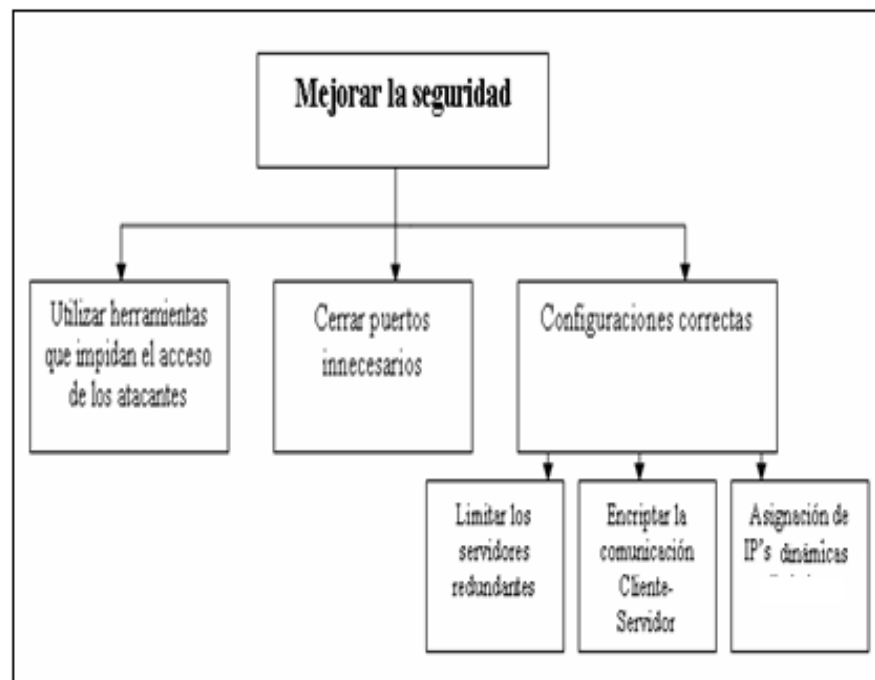 Mejorar la seguridad
Utilizar herramientas
que impidan el acceso
de los atacantes
Cerrar puertos
innecesarios
Configuraciones correctas
Limitar los
servidores
redundantes
Encriptar la
comunicación
Cliente-
Servidor
Asignación de
IP's dinámicas